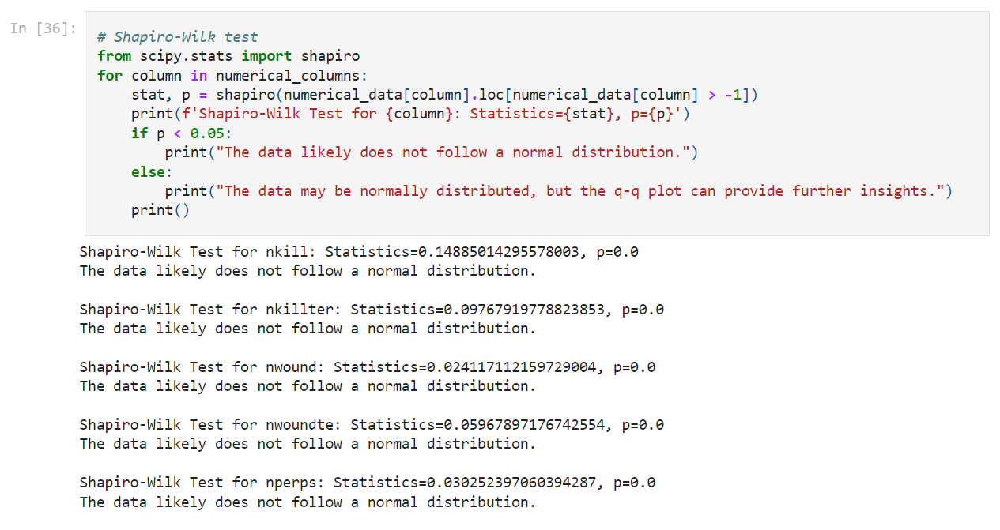 In [36]:
# Shapiro-Wilk test
from scipy.stats import shapiro
for column in numerical_columns:
    stat, p = shapiro(numerical_data[column].loc[numerical_data[column] > -1])
    print(f'Shapiro-Wilk Test for {column}: Statistics={stat}, p={p}')
    if p < 0.05:
        print("The data likely does not follow a normal distribution.")
    else:
        print("The data may be normally distributed, but the q-q plot can provide further insights.")
    print()
Shapiro-Wilk Test for nkill: Statistics=0.14885014295578003, p=0.0
The data likely does not follow a normal distribution.
Shapiro-Wilk Test for nkillter: Statistics=0.09767919778823853, p=0.0
The data likely does not follow a normal distribution.
Shapiro-Wilk Test for nwound: Statistics=0.024117112159729004, p=0.0
The data likely does not follow a normal distribution.
Shapiro-Wilk Test for nwoundte: Statistics=0.05967897176742554, p=0.0
The data likely does not follow a normal distribution.
Shapiro-Wilk Test for nperps: Statistics=0.030252397060394287, p=0.0
The data likely does not follow a normal distribution.